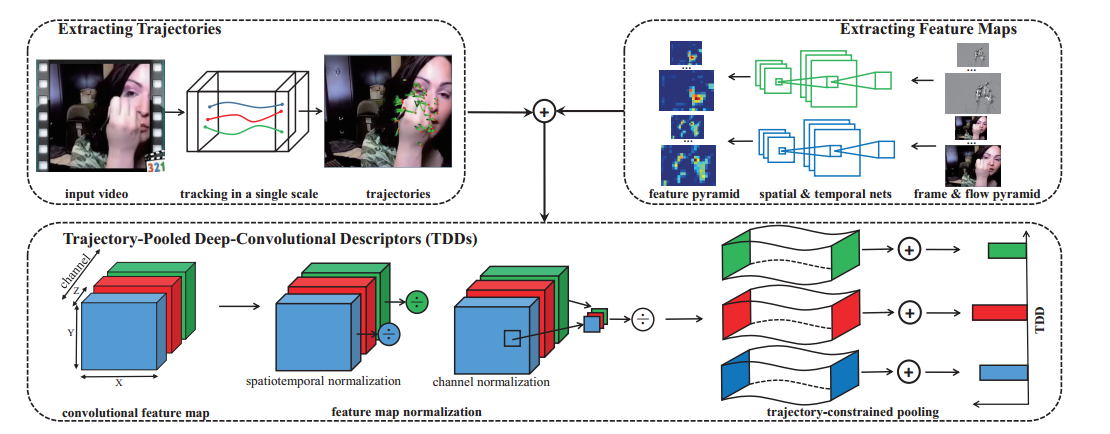 Extracting Trajectories
321
input video
tracking in a single scale
trajectories
+
Extracting Feature Maps
...
...
...
...
feature pyramid
spatial & temporal nets
frame & flow pyramid
Trajectory-Pooled Deep-Convolutional Descriptors (TDDs)
channel
Z
Y
X
convolutional feature map
÷
÷
spatiotemporal normalization
÷
channel normalization
feature map normalization
+
+
+
trajectory-constrained pooling
TDD